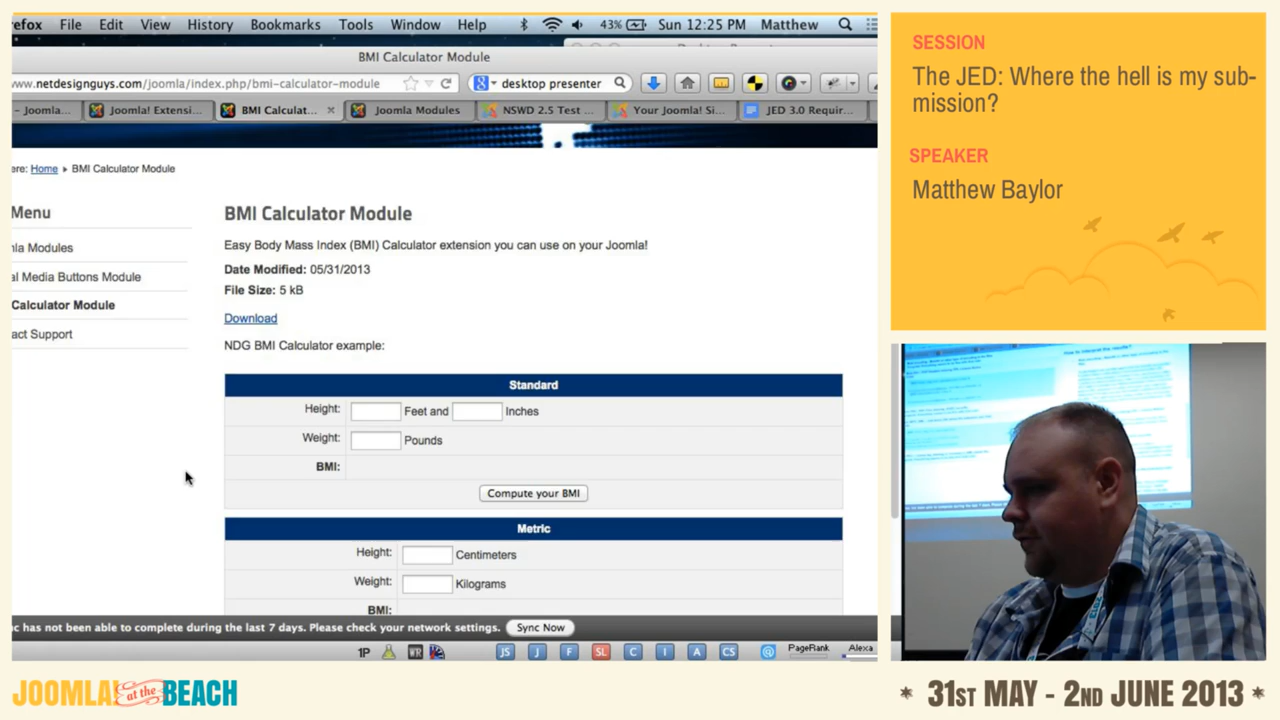 efox File Edit View History Bookmarks Tools Window Help 43% Sun 12:25 PM Matthew
BMI Calculator Module
ww.netdesignguys.com/joomla/index.php/bmi-calculator-module desktop presenter
- Joomla... Joomla! Extensi... BMI Calculat... Joomla Modules NSWD 2.5 Test ... Your Joomla! Si... JED 3.0 Requir...
ere: Home BMI Calculator Module
Menu
la Modules
al Media Buttons Module
Calculator Module
act Support
BMI Calculator Module
Easy Body Mass Index (BMI) Calculator extension you can use on your Joomla!
Date Modified: 05/31/2013
File Size: 5 kB
Download
NDG BMI Calculator example:
Standard
Height: Feet and Inches
Weight: Pounds
BMI:
Compute your BMI
Metric
Height: Centimeters
Weight: Kilograms
BMI:
c has not been able to complete during the last 7 days. Please check your network settings. Sync Now
1P JS J F SL C I A CS @ PageRank Alexa
SESSION
The JED: Where the hell is my sub-
mission?
SPEAKER
Matthew Baylor
JOOMLA! at the BEACH
* 31ST MAY - 2ND JUNE 2013 *